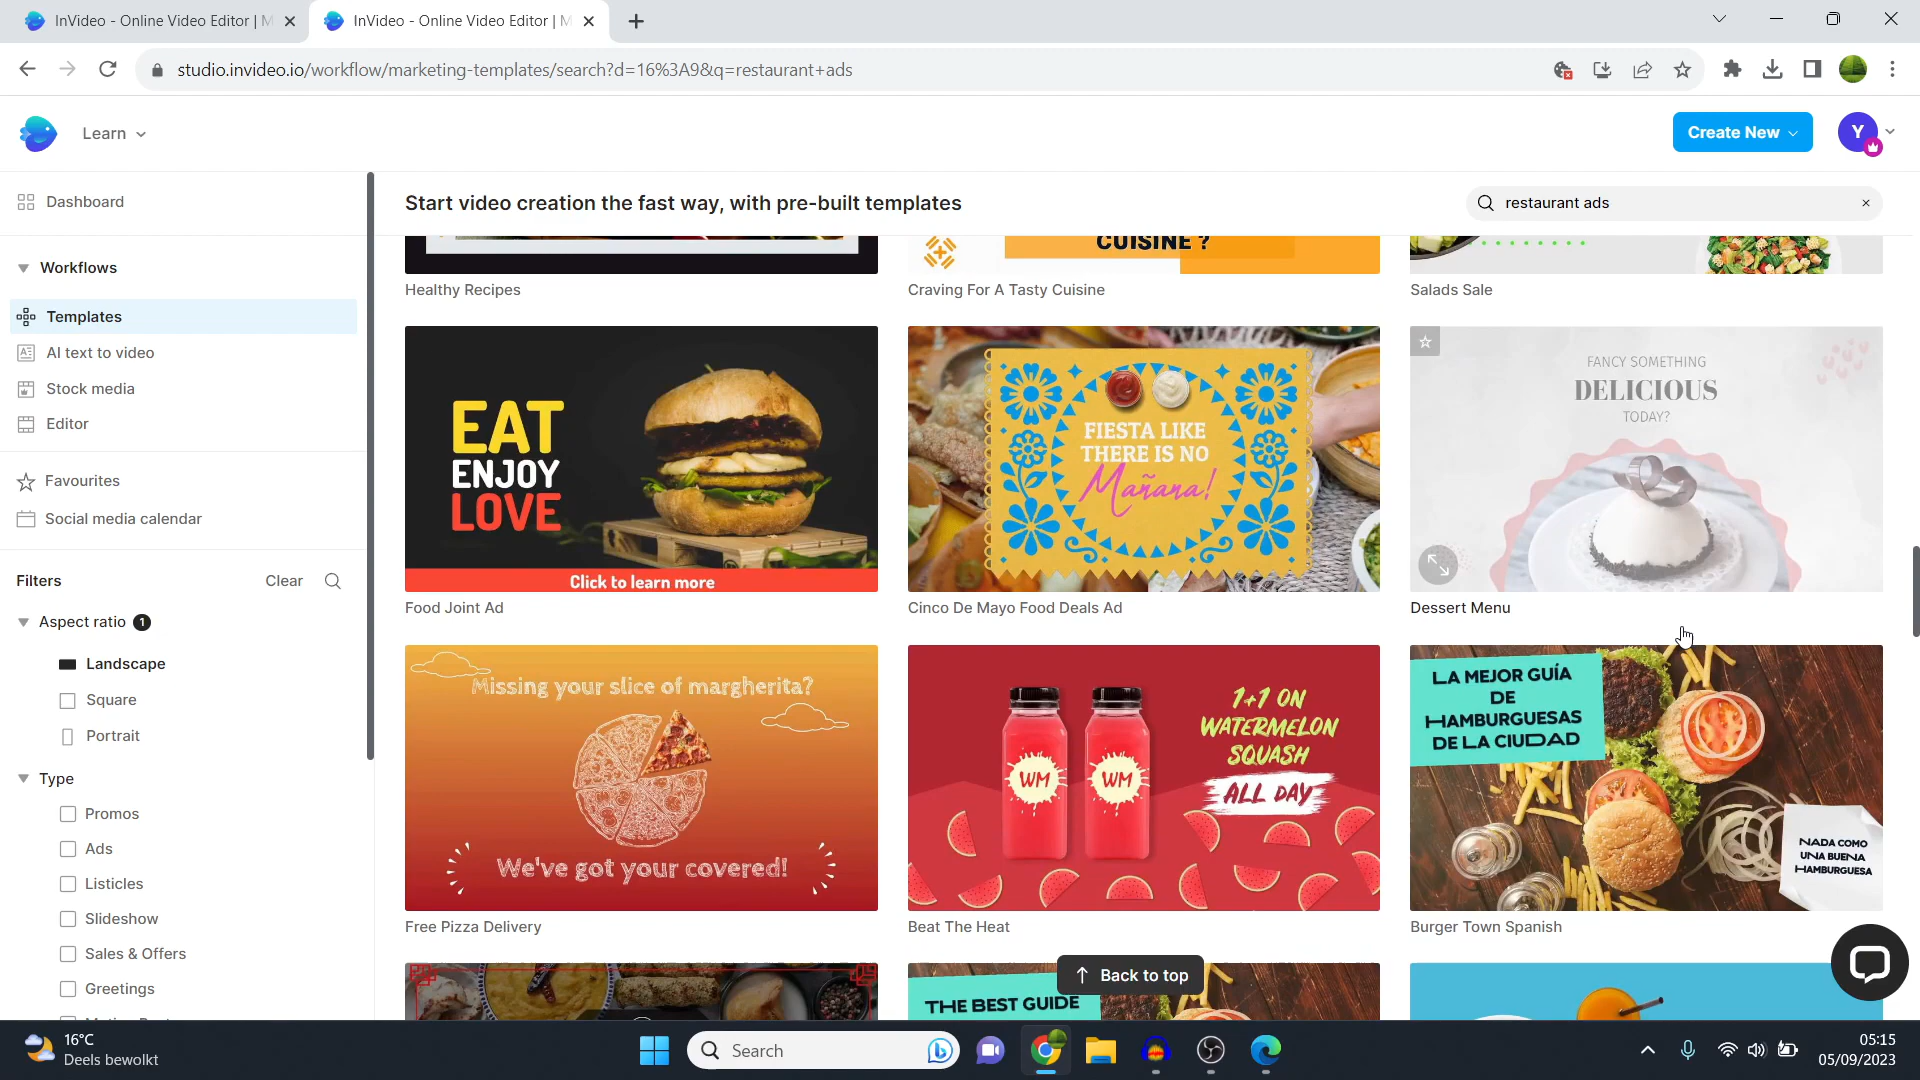 InVideo - Online Video Editor | M
InVideo - Online Video Editor | M
studio.invideo.io/workflow/marketing-templates/search?d=16%3A9&q=restaurant+ads
Learn
Create New
Y
Dashboard
Start video creation the fast way, with pre-built templates
restaurant ads
Workflows
Templates
AI text to video
Stock media
Editor
Favourites
Social media calendar
Filters
Clear
Aspect ratio 1
Landscape
Square
Portrait
Type
Promos
Ads
Listicles
Slideshow
Sales & Offers
Greetings
CUISINE ?
Healthy Recipes
Craving For A Tasty Cuisine
Salads Sale
EAT
ENJOY
LOVE
Click to learn more
FIESTA LIKE
THERE IS NO
Mañana!
FANCY SOMETHING
DELICIOUS
TODAY?
Food Joint Ad
Cinco De Mayo Food Deals Ad
Dessert Menu
Missing your slice of margherita?
We've got your covered!
WM
WM
1+1 ON
WATERMELON
SQUASH
ALL DAY
LA MEJOR GUÍA
DE
HAMBURGUESAS
DE LA CIUDAD
NADA COMO
UNA BUENA
HAMBURGUESA
Free Pizza Delivery
Beat The Heat
Burger Town Spanish
THE BEST GUIDE
Back to top
16°C
Deels bewolkt
Search
05:15
05/09/2023